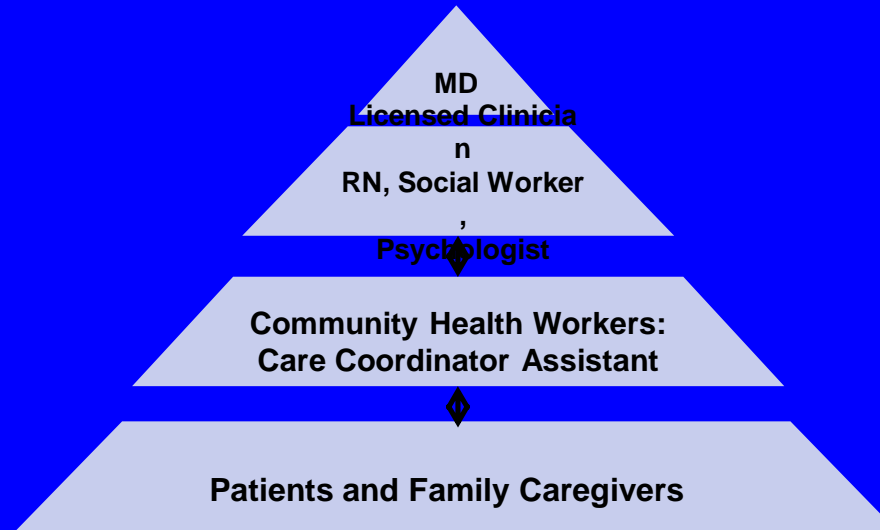 MD
Licensed Clinicia
n
RN, Social Worker
,
Psychologist
Community Health Workers:
Care Coordinator Assistant
Patients and Family Caregivers